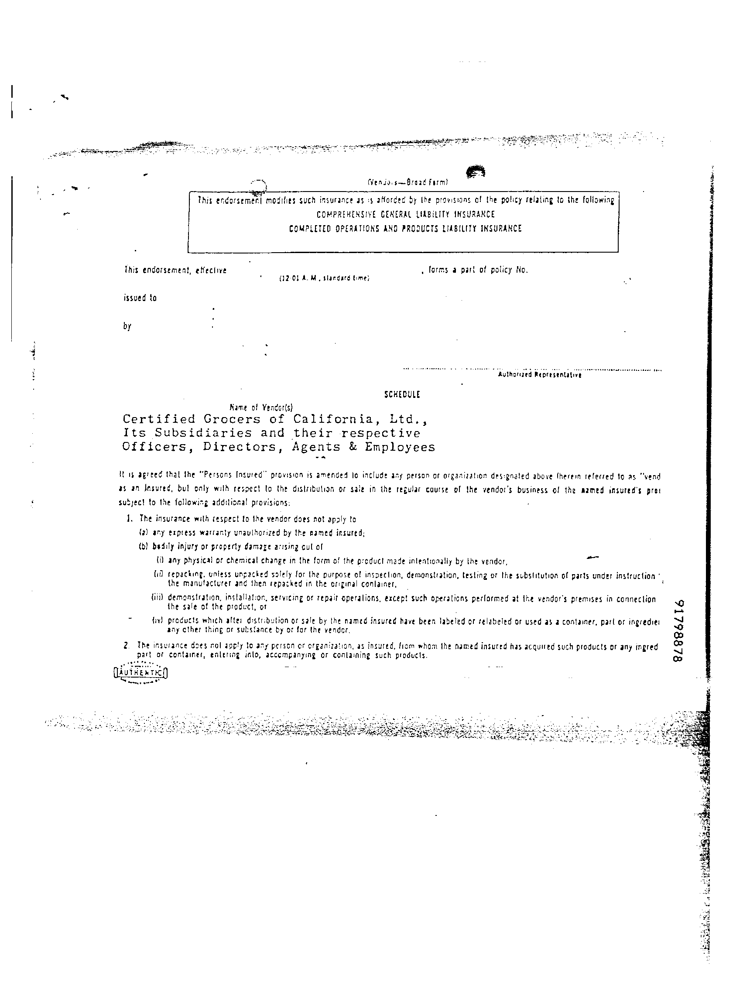 (Vendors—Broad Form)
This endorsement modifies such insurance as is afforded by the provisions of the policy relating to the following
COMPREHENSIVE GENERAL LIABILITY INSURANCE
COMPLETED OPERATIONS AND PRODUCTS LIABILITY INSURANCE
This endorsement, effective , forms a part of policy No.
(12:01 A. M., standard time)
issued to
by
Authorized Representative
SCHEDULE
Name of Vendor(s)
Certified Grocers of California, Ltd.,
Its Subsidiaries and their respective
Officers, Directors, Agents & Employees
It is agreed that the "Persons Insured" provision is amended to include any person or organization designated above (herein referred to as "vend
as an insured, but only with respect to the distribution or sale in the regular course of the vendor's business of the named insured's
subject to the following additional provisions:
1. The insurance with respect to the vendor does not apply to
(a) any express warranty unauthorized by the named insured;
(b) bodily injury or property damage arising out of
(i) any physical or chemical change in the form of the product made intentionally by the vendor,
(ii) repacking, unless unpacked solely for the purpose of inspection, demonstration, testing or the substitution of parts under instruction
the manufacturer and then repacked in the original container,
(iii) demonstration, installation, servicing or repair operations, except such operations performed at the vendor's premises in connection
the sale of the product, or
(iv) products which after distribution or sale by the named insured have been labeled or relabeled or used as a container, part or ingredie
any other thing or substance by or for the vendor.
2. The insurance does not apply to any person or organization, as insured, from whom the named insured has acquired such products or any ingred
part or container, entering into, accompanying or containing such products.
AUTHENTIC
91798878